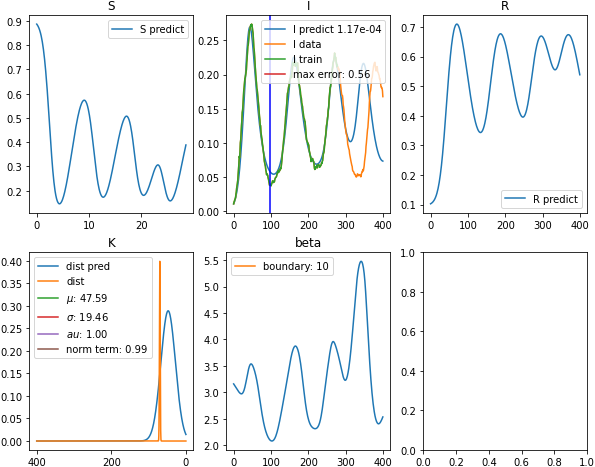 S
S predict
0.9
0.8
0.7
0.6
0.5
0.4
0.3
0.2
0 10 20
I
I predict 1.17e-04
I data
I train
max error: 0.56
0.25
0.20
0.15
0.10
0.05
0.00
0 100 200 300 400
R
R predict
0.7
0.6
0.5
0.4
0.3
0.2
0.1
0 100 200 300 400
K
dist pred
dist
μ: 47.59
σ: 19.46
au: 1.00
norm term: 0.99
0.40
0.35
0.30
0.25
0.20
0.15
0.10
0.05
0.00
400 200 0
beta
boundary: 10
5.5
5.0
4.5
4.0
3.5
3.0
2.5
2.0
0 100 200 300 400
1.0
0.8
0.6
0.4
0.2
0.0
0.0 0.2 0.4 0.6 0.8 1.0